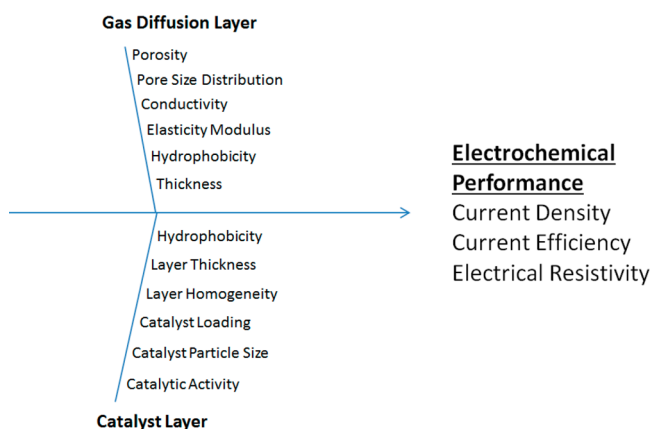 Gas Diffusion Layer
Porosity
Pore Size Distribution
Conductivity
Elasticity Modulus
Hydrophobicity
Thickness
Hydrophobicity
Layer Thickness
Layer Homogeneity
Catalyst Loading
Catalyst Particle Size
Catalytic Activity
Catalyst Layer
Electrochemical
Performance
Current Density
Current Efficiency
Electrical Resistivity